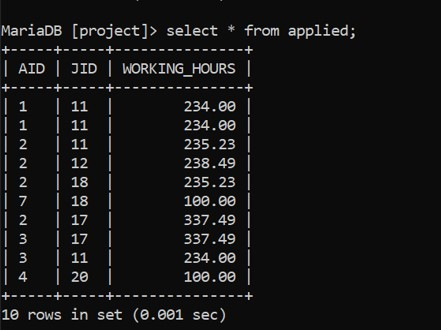 MariaDB [project]> select * from applied;
+-----+-----+---------------+
| AID | JID | WORKING_HOURS |
+-----+-----+---------------+
| 1   | 11  |        234.00 |
| 1   | 11  |        234.00 |
| 2   | 11  |        235.23 |
| 2   | 12  |        238.49 |
| 2   | 18  |        235.23 |
| 7   | 18  |        100.00 |
| 2   | 17  |        337.49 |
| 3   | 17  |        337.49 |
| 3   | 11  |        234.00 |
| 4   | 20  |        100.00 |
+-----+-----+---------------+
10 rows in set (0.001 sec)